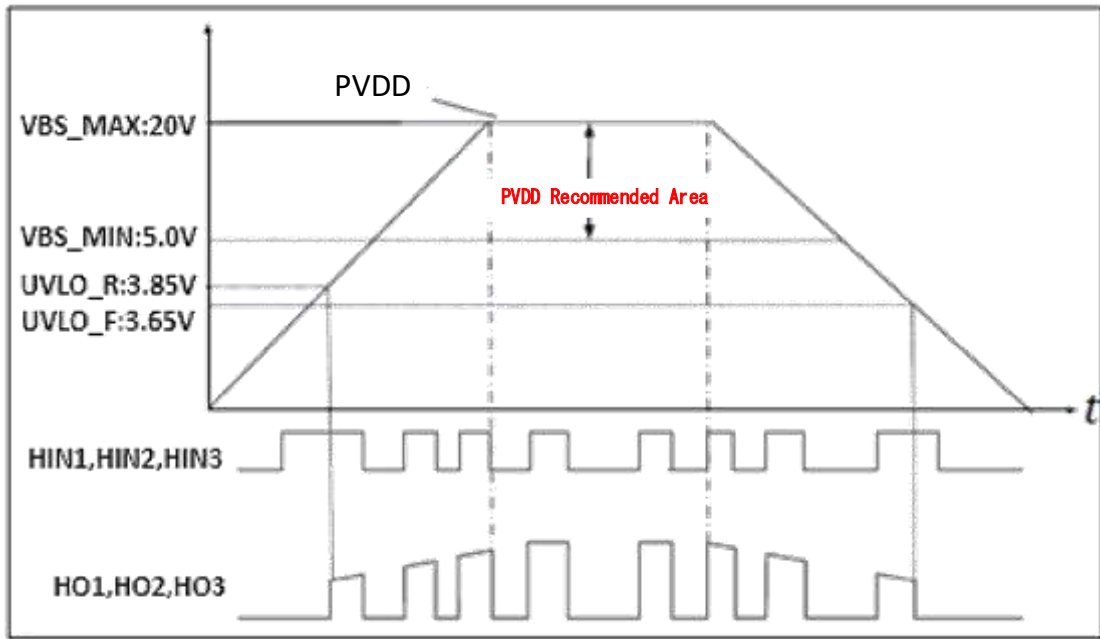 PVDD
VBS_MAX:20V
PVDD Recommended Area
VBS_MIN:5.0V
UVLO_R:3.85V
UVLO_F:3.65V
t
HIN1,HIN2,HIN3
HO1,HO2,HO3